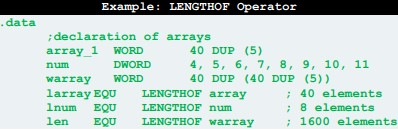 Example: LENGTHOF Operator
.data
;declaration of arrays
array_1 WORD 40 DUP (5)
num DWORD 4, 5, 6, 7, 8, 9, 10, 11
warray WORD 40 DUP (40 DUP (5))
larray EQU LENGTHOF array ; 40 elements
lnum EQU LENGTHOF num ; 8 elements
len EQU LENGTHOF warray ; 1600 elements